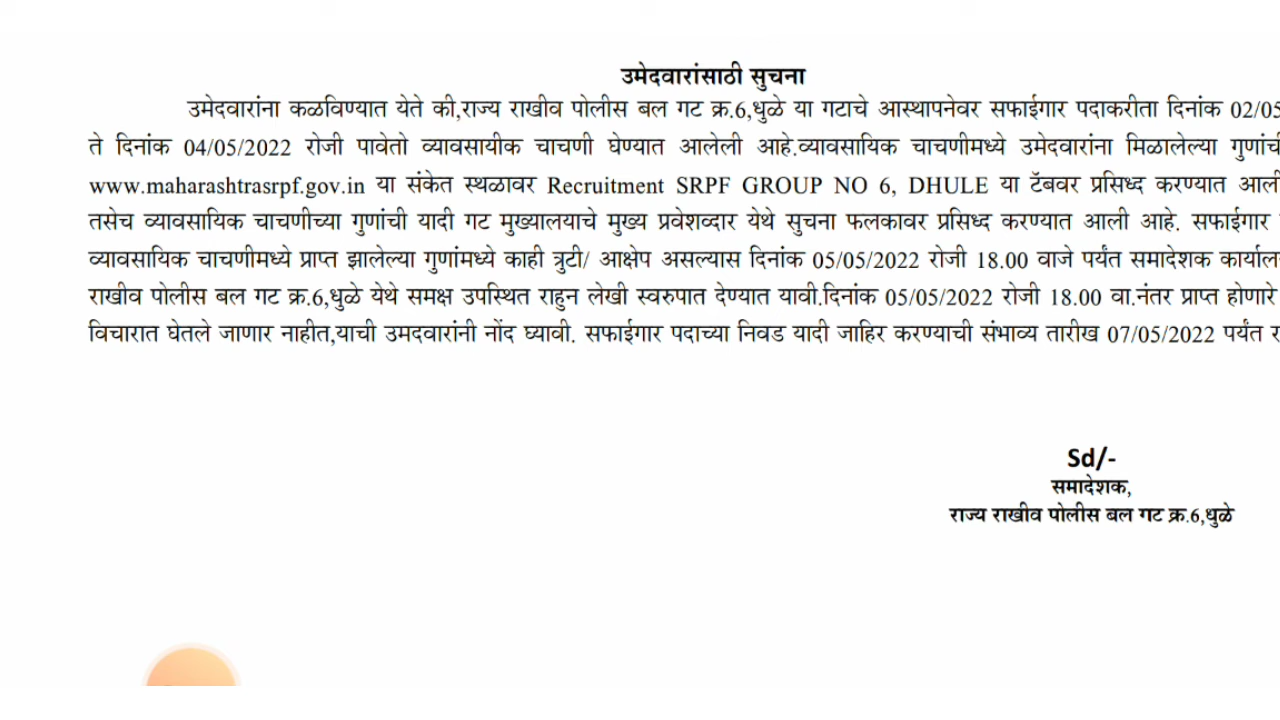 उमेदवारांसाठी सुचना
उमेदवारांना कळविण्यात येते की,राज्य राखीव पोलीस बल गट क्र.6,धुळे या गटाचे आस्थापनेवर सफाईगार पदाकरीता दिनांक 02/05
ते दिनांक 04/05/2022 रोजी पावेतो व्यावसायीक चाचणी घेण्यात आलेली आहे.व्यावसायिक चाचणीमध्ये उमेदवारांना मिळालेल्या गुणांच
www.maharashtrasrpf.gov.in या संकेत स्थळावर Recruitment SRPF GROUP NO 6, DHULE या टॅबवर प्रसिध्द करण्यात आली
तसेच व्यावसायिक चाचणीच्या गुणांची यादी गट मुख्यालयाचे मुख्य प्रवेशव्दार येथे सुचना फलकावर प्रसिध्द करण्यात आली आहे. सफाईगार
व्यावसायिक चाचणीमध्ये प्राप्त झालेल्या गुणांमध्ये काही त्रुटी/ आक्षेप असल्यास दिनांक 05/05/2022 रोजी 18.00 वाजे पर्यंत समादेशक कार्याल
राखीव पोलीस बल गट क्र.6,धुळे येथे समक्ष उपस्थित राहुन लेखी स्वरुपात देण्यात यावी.दिनांक 05/05/2022 रोजी 18.00 वा.नंतर प्राप्त होणारे
विचारात घेतले जाणार नाहीत,याची उमदवारांनी नोंद घ्यावी. सफाईगार पदाच्या निवड यादी जाहिर करण्याची संभाव्य तारीख 07/05/2022 पर्यंत
Sd/-
समादेशक,
राज्य राखीव पोलीस बल गट क्र.6,धुळे